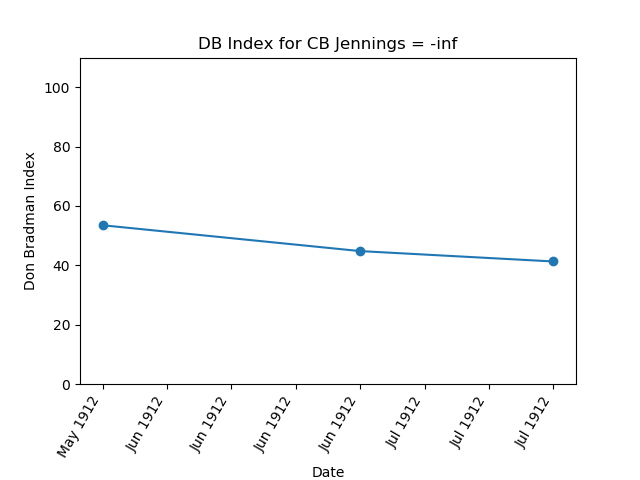 DB Index for CB Jennings = -inf
Don Bradman Index
100
80
60
40
20
0
May 1912
Jun 1912
Jun 1912
Jun 1912
Jun 1912
Jul 1912
Jul 1912
Jul 1912
Date